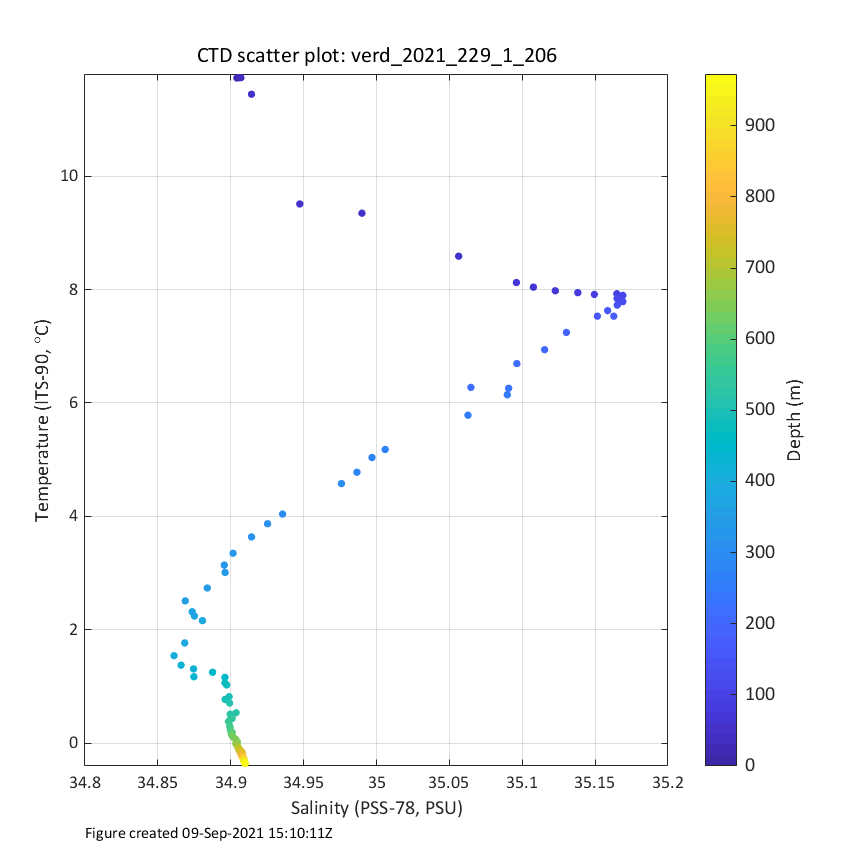 CTD scatter plot: verd_2021_229_1_206
10
8
6
4
2
0
Temperature (ITS-90, °C)
34.8 34.85 34.9 34.95 35 35.05 35.1 35.15 35.2
Salinity (PSS-78, PSU)
900
800
700
600
500
400
300
200
100
0
Depth (m)
Figure created 09-Sep-2021 15:10:11Z